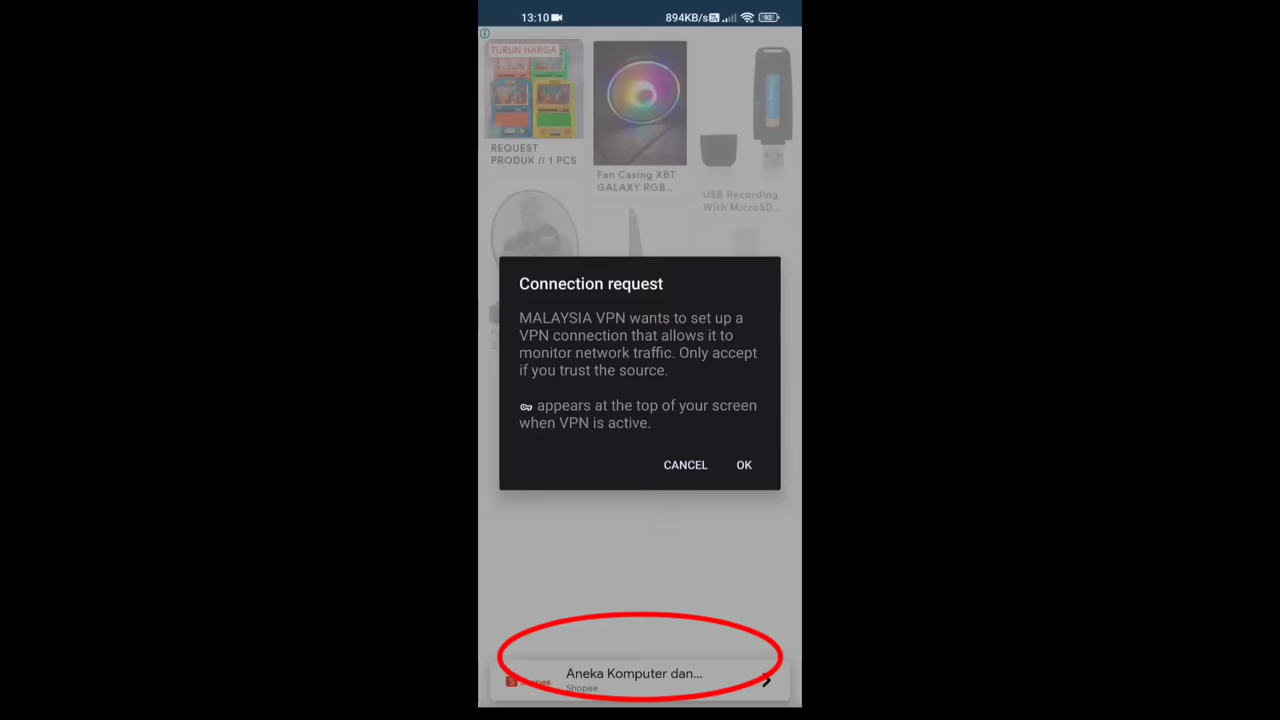 13:10
894KB/s
92
TURUN HARGA
REQUEST
PRODUK // 1 PCS
Fan Casing XBT
GALAXY RGB...
USB Recording
With MicroSD...
Connection request
MALAYSIA VPN wants to set up a
VPN connection that allows it to
monitor network traffic. Only accept
if you trust the source.
appears at the top of your screen
when VPN is active.
CANCEL
OK
Aneka Komputer dan...
Shopee
Shopee